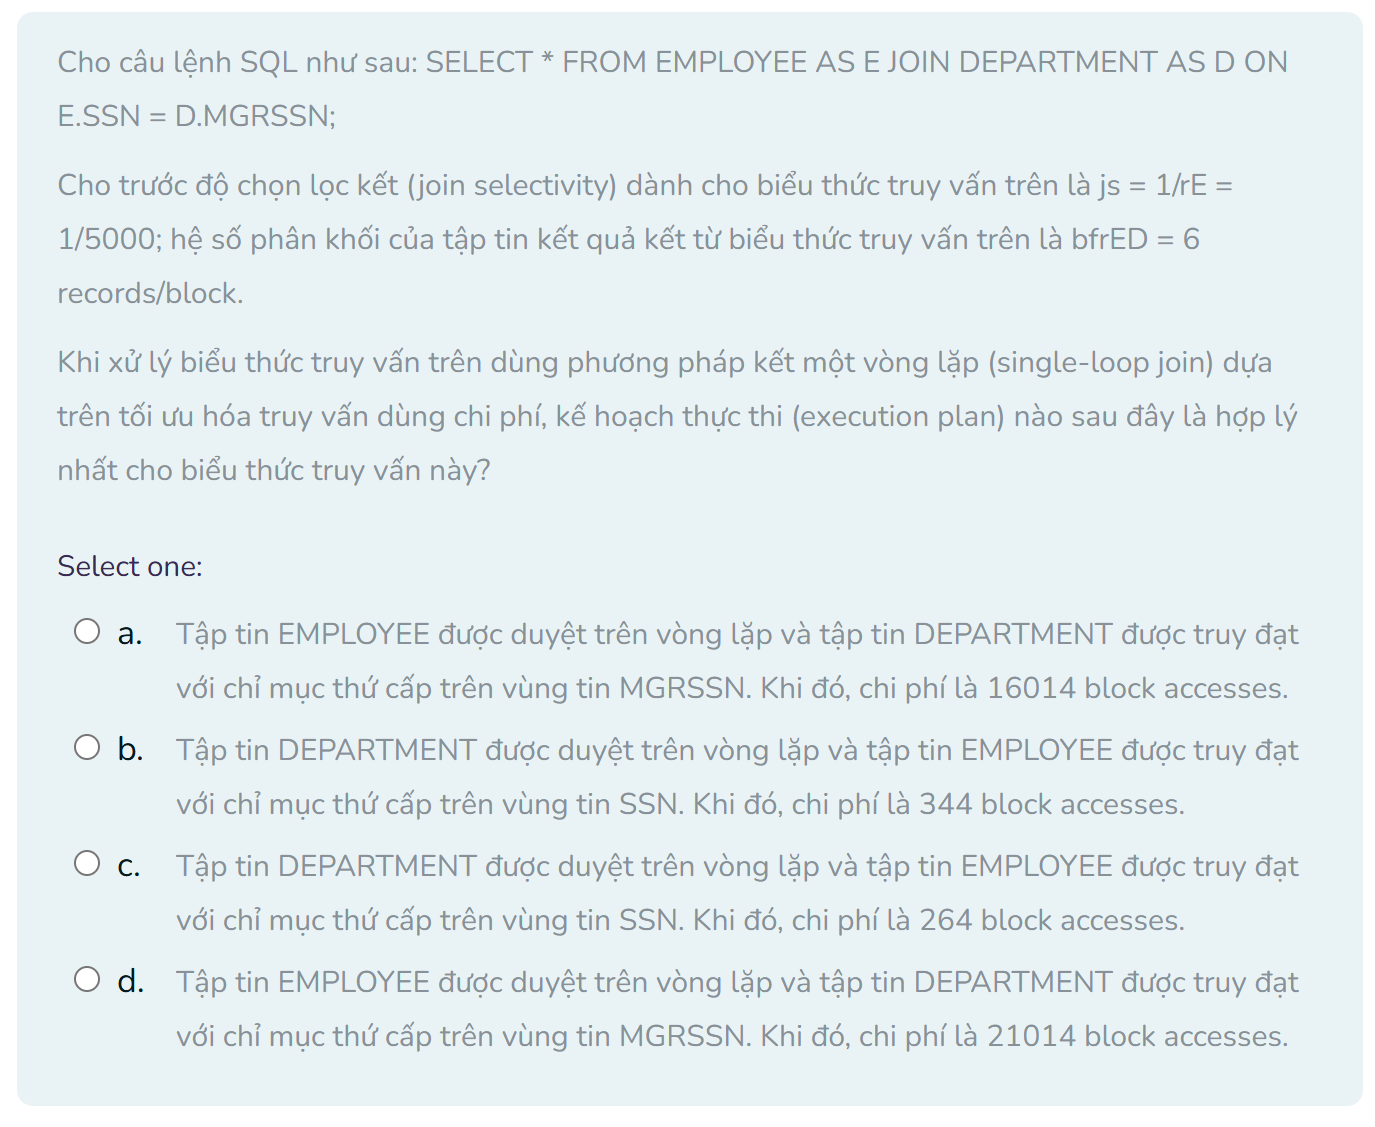 Cho câu lệnh SQL như sau: SELECT * FROM EMPLOYEE AS E JOIN DEPARTMENT AS D ON
E.SSN = D.MGRSSN;
Cho trước độ chọn lọc kết (join selectivity) dành cho biểu thức truy vấn trên là js = 1/rE =
1/5000; hệ số phân khối của tập tin kết quả kết từ biểu thức truy vấn trên là bfrED = 6
records/block.
Khi xử lý biểu thức truy vấn trên dùng phương pháp kết một vòng lặp (single-loop join) dựa
trên tối ưu hóa truy vấn dùng chi phí, kế hoạch thực thi (execution plan) nào sau đây là hợp lý
nhất cho biểu thức truy vấn này?
Select one:
a. Tập tin EMPLOYEE được duyệt trên vòng lặp và tập tin DEPARTMENT được truy đạt
với chỉ mục thứ cấp trên vùng tin MGRSSN. Khi đó, chi phí là 16014 block accesses.
b. Tập tin DEPARTMENT được duyệt trên vòng lặp và tập tin EMPLOYEE được truy đạt
với chỉ mục thứ cấp trên vùng tin SSN. Khi đó, chi phí là 344 block accesses.
c. Tập tin DEPARTMENT được duyệt trên vòng lặp và tập tin EMPLOYEE được truy đạt
với chỉ mục thứ cấp trên vùng tin SSN. Khi đó, chi phí là 264 block accesses.
d. Tập tin EMPLOYEE được duyệt trên vòng lặp và tập tin DEPARTMENT được truy đạt
với chỉ mục thứ cấp trên vùng tin MGRSSN. Khi đó, chi phí là 21014 block accesses.